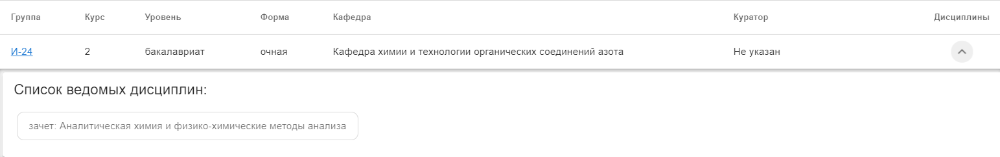 Группа Курс Уровень Форма Кафедра Куратор Дисциплины
И-24 2 бакалавриат очная Кафедра химии и технологии органических соединений азота Не указан
Список ведомых дисциплин:
зачет: Аналитическая химия и физико-химические методы анализа